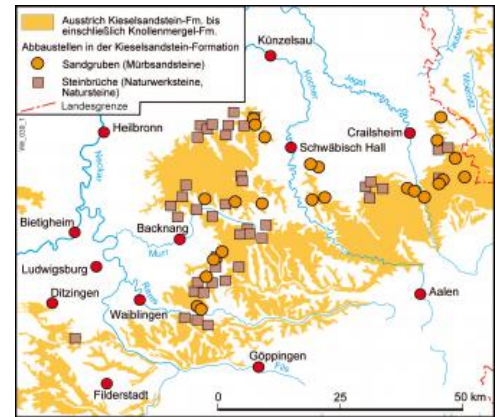 Ausstrich Kieselsandstein-Fm. bis
einschließlich Knollenmergel-Fm.
Abbaustellen in der Kieselsandstein-Formation
Sandgruben (Mürbsandsteine)
Steinbrüche (Naturwerksteine,
Natursteine)
Landesgrenze
Künzelsau
Kocher
Jagst
Tauber
Wörnitz
Heilbronn
Neckar
Crailsheim
Schwäbisch Hall
Bietigheim
Backnang
Murr
Ludwigsburg
Ditzingen
Rems
Waiblingen
Aalen
Göppingen
Fils
Filderstadt
0 25 50 km